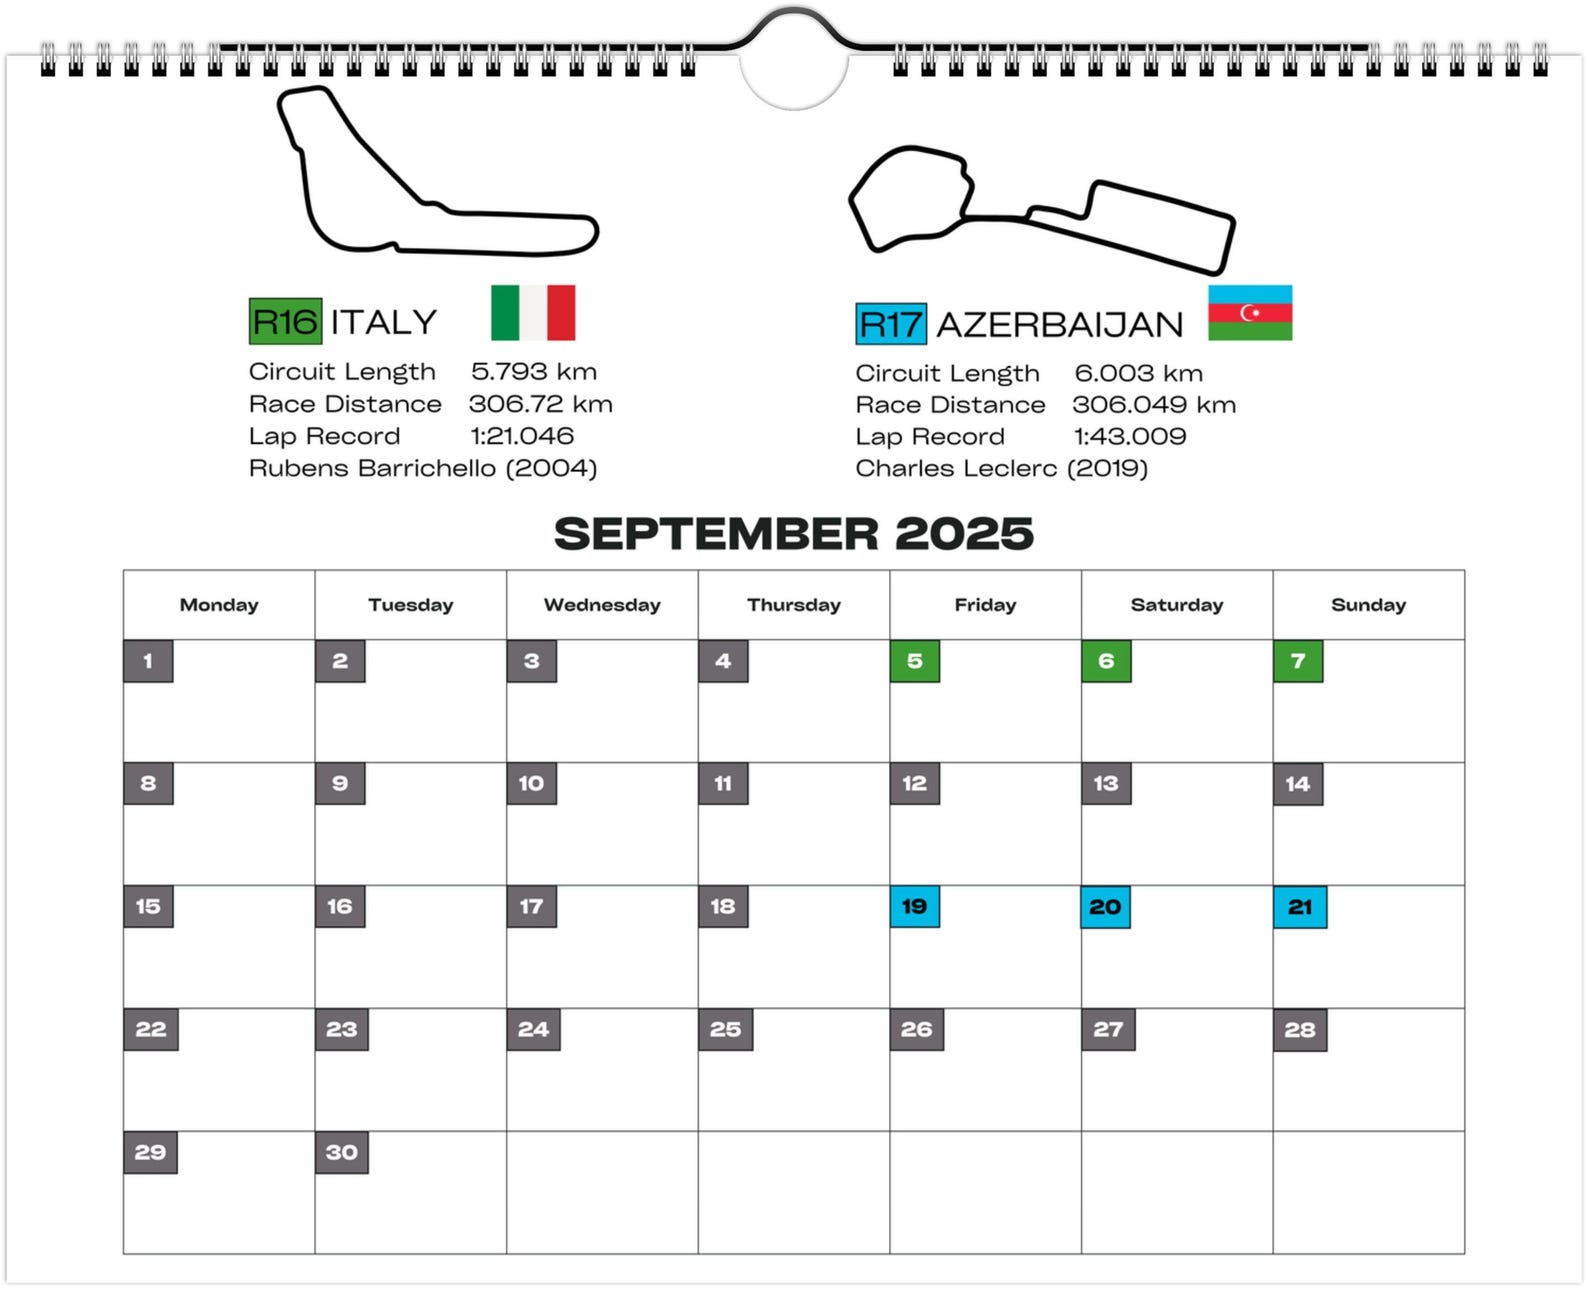 R16 ITALY
Circuit Length 5.793 km
Race Distance 306.72 km
Lap Record 1:21.046
Rubens Barrichello (2004)
R17 AZERBAIJAN
Circuit Length 6.003 km
Race Distance 306.049 km
Lap Record 1:43.009
Charles Leclerc (2019)
SEPTEMBER 2025
Monday Tuesday Wednesday Thursday Friday Saturday Sunday
1 2 3 4 5 6 7
8 9 10 11 12 13 14
15 16 17 18 19 20 21
22 23 24 25 26 27 28
29 30